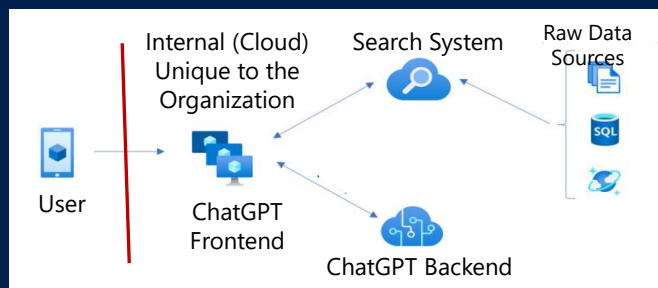 Internal (Cloud)
Unique to the
Organization
Search System
Raw Data
Sources
SQL
User
ChatGPT
Frontend
ChatGPT Backend